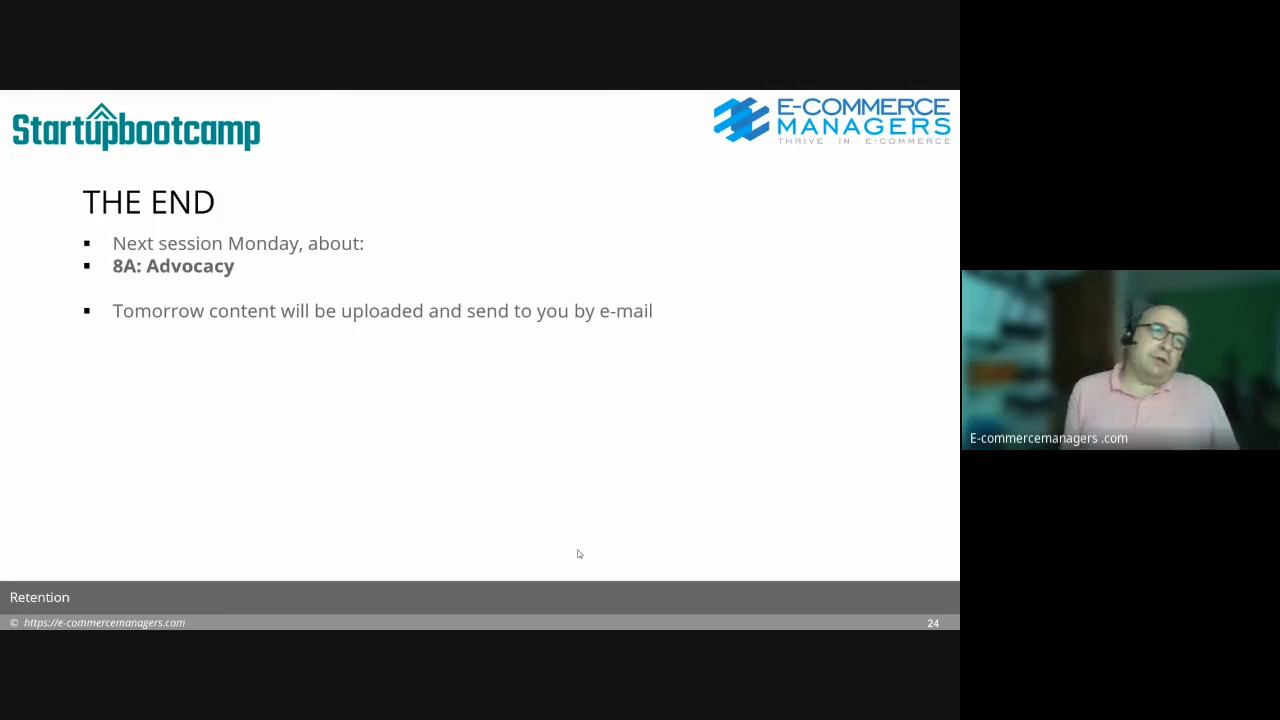 Startupbootcamp
E-COMMERCE
MANAGERS
THRIVE IN E-COMMERCE
THE END
Next session Monday, about:
8A: Advocacy
Tomorrow content will be uploaded and send to you by e-mail
E-commercemanagers .com
Retention
© https://e-commercemanagers.com
24